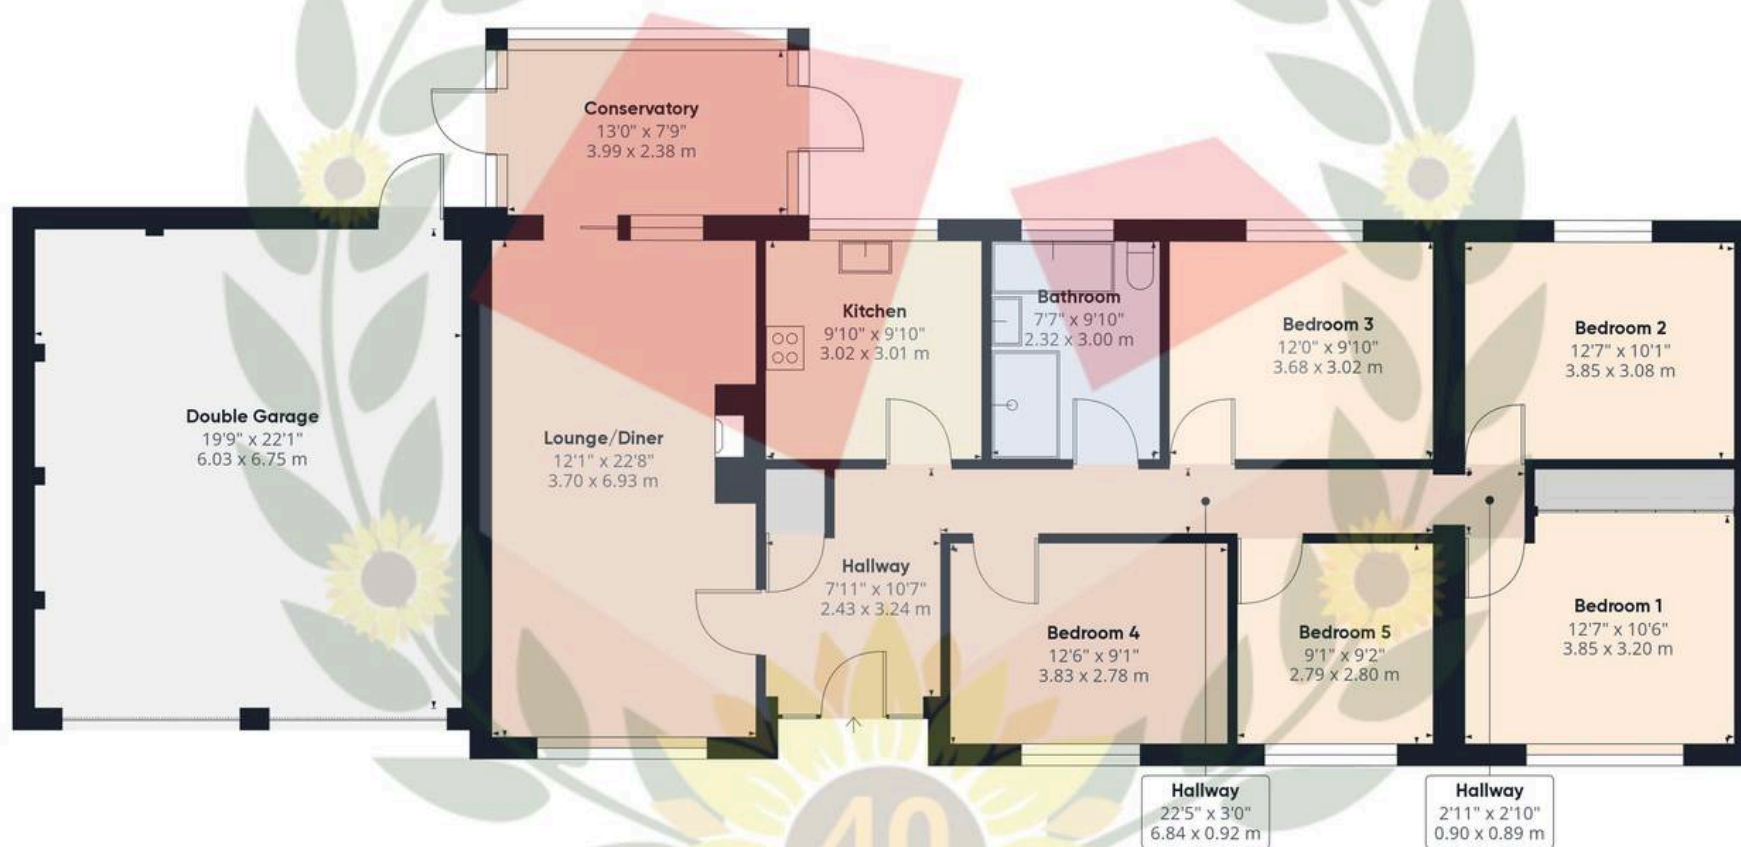 Conservatory
13'0" x 7'9"
3.99 x 2.38 m
Kitchen
9'10" x 9'10"
3.02 x 3.01 m
Bathroom
7'7" x 9'10"
2.32 x 3.00 m
Bedroom 3
12'0" x 9'10"
3.68 x 3.02 m
Bedroom 2
12'7" x 10'1"
3.85 x 3.08 m
Double Garage
19'9" x 22'1"
6.03 x 6.75 m
Lounge/Diner
12'1" x 22'8"
3.70 x 6.93 m
Hallway
7'11" x 10'7"
2.43 x 3.24 m
Bedroom 4
12'6" x 9'1"
3.83 x 2.78 m
Bedroom 5
9'1" x 9'2"
2.79 x 2.80 m
Bedroom 1
12'7" x 10'6"
3.85 x 3.20 m
Hallway
22'5" x 3'0"
6.84 x 0.92 m
Hallway
2'11" x 2'10"
0.90 x 0.89 m
40